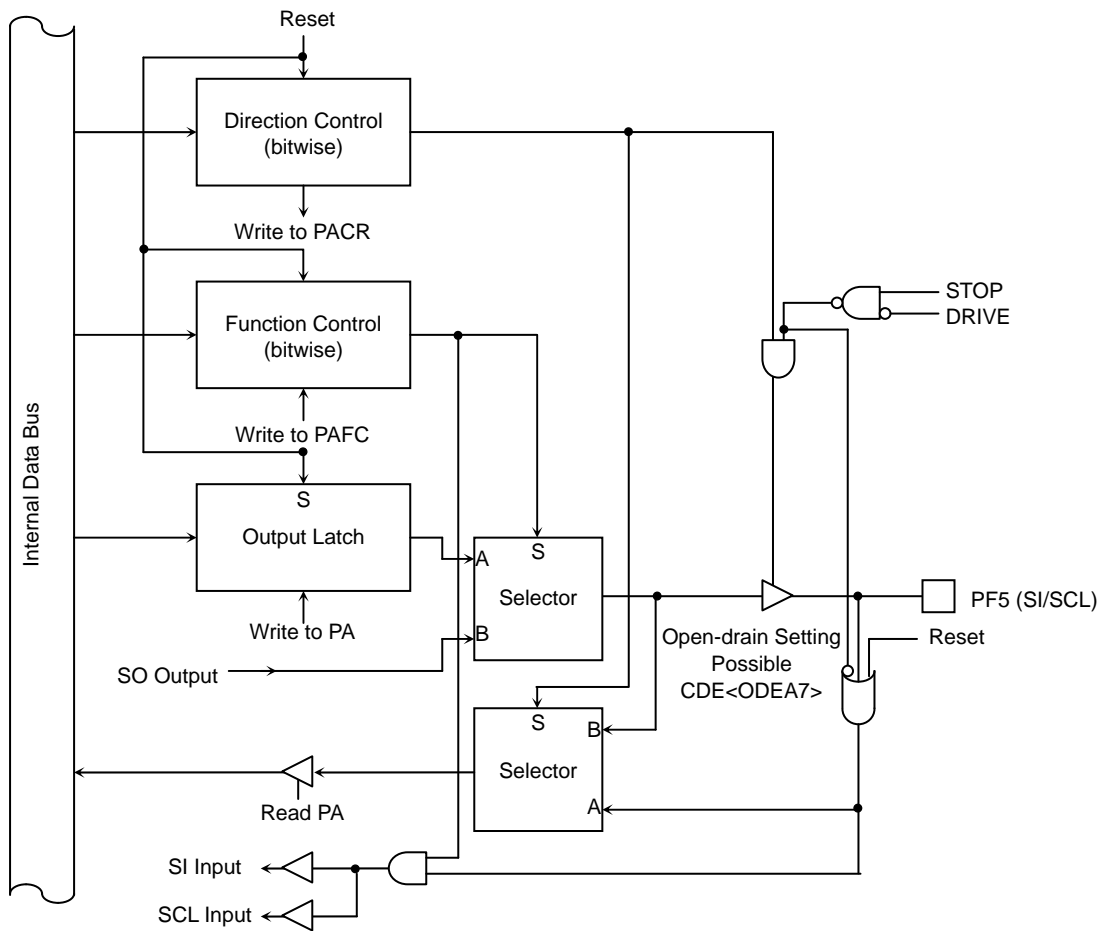 Reset
Direction Control
(bitwise)
Write to PACR
STOP
DRIVE
Function Control
(bitwise)
Internal Data Bus
Write to PAFC
S
Output Latch
S
A
Selector
B
PF5 (SI/SCL)
Write to PA
Open-drain Setting
Possible
CDE<ODEA7>
Reset
SO Output
S
B
Selector
A
Read PA
SI Input
SCL Input